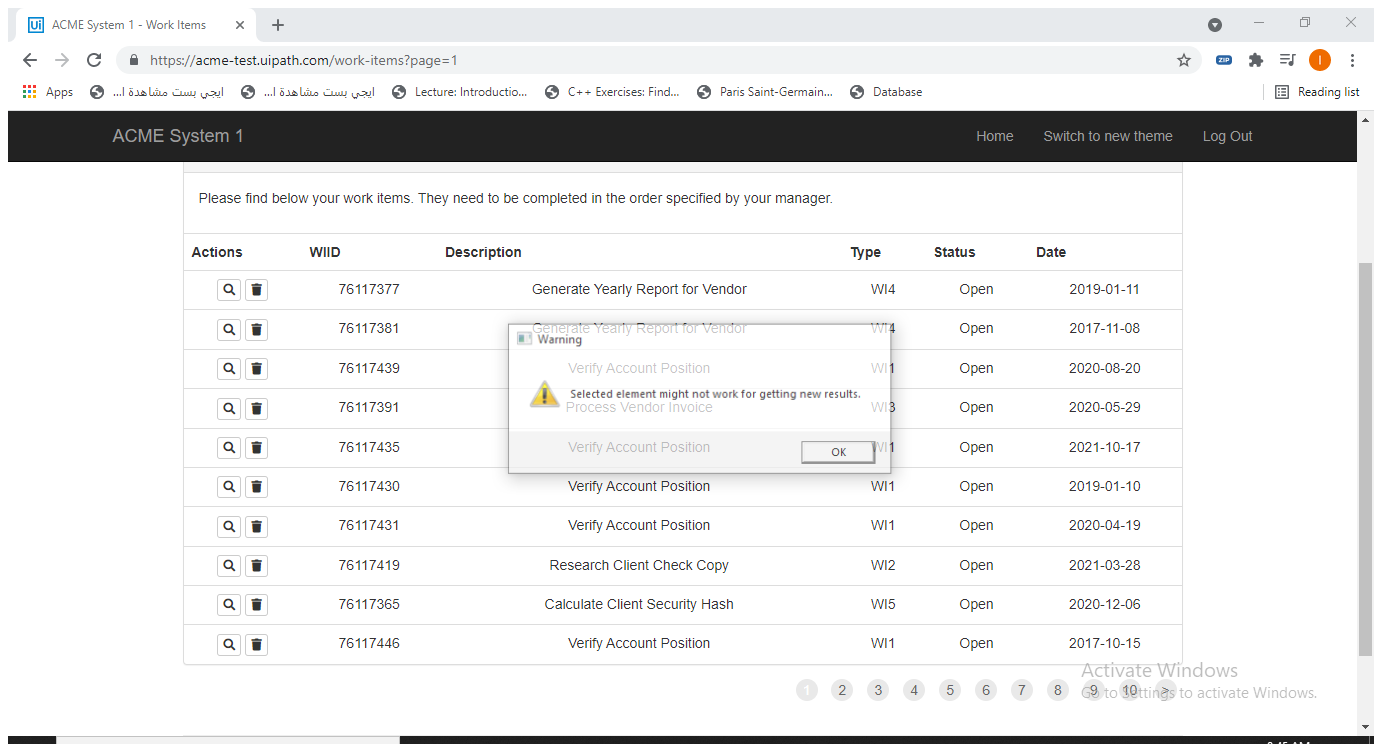 ACME System 1 - Work Items
https://acme-test.uipath.com/work-items?page=1
ZIP
I
Apps
ايجي بست مشاهدة ا...
ايجي بست مشاهدة ا...
Lecture: Introductio...
C++ Exercises: Find...
Paris Saint-Germain...
Database
Reading list
ACME System 1
Home Switch to new theme Log Out
Please find below your work items. They need to be completed in the order specified by your manager.
Actions WIID Description Type Status Date
76117377 Generate Yearly Report for Vendor WI4 Open 2019-01-11
76117381 Generate Yearly Report for Vendor WI4 Open 2017-11-08
Warning
76117439 Verify Account Position WI1 Open 2020-08-20
Selected element might not work for getting new results.
76117391 Process Vendor Invoice WI3 Open 2020-05-29
76117435 Verify Account Position WI1 Open 2021-10-17
OK
76117430 Verify Account Position WI1 Open 2019-01-10
76117431 Verify Account Position WI1 Open 2020-04-19
76117419 Research Client Check Copy WI2 Open 2021-03-28
76117365 Calculate Client Security Hash WI5 Open 2020-12-06
76117446 Verify Account Position WI1 Open 2017-10-15
Activate Windows
1 2 3 4 5 6 7 8 9 10 >
Go to Settings to activate Windows.